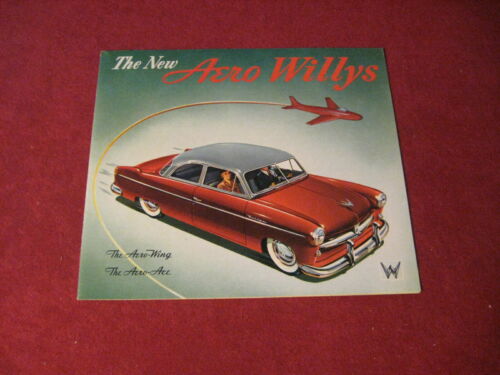 The New Aero Willys
The Aero-Wing
The Aero-Ace
W